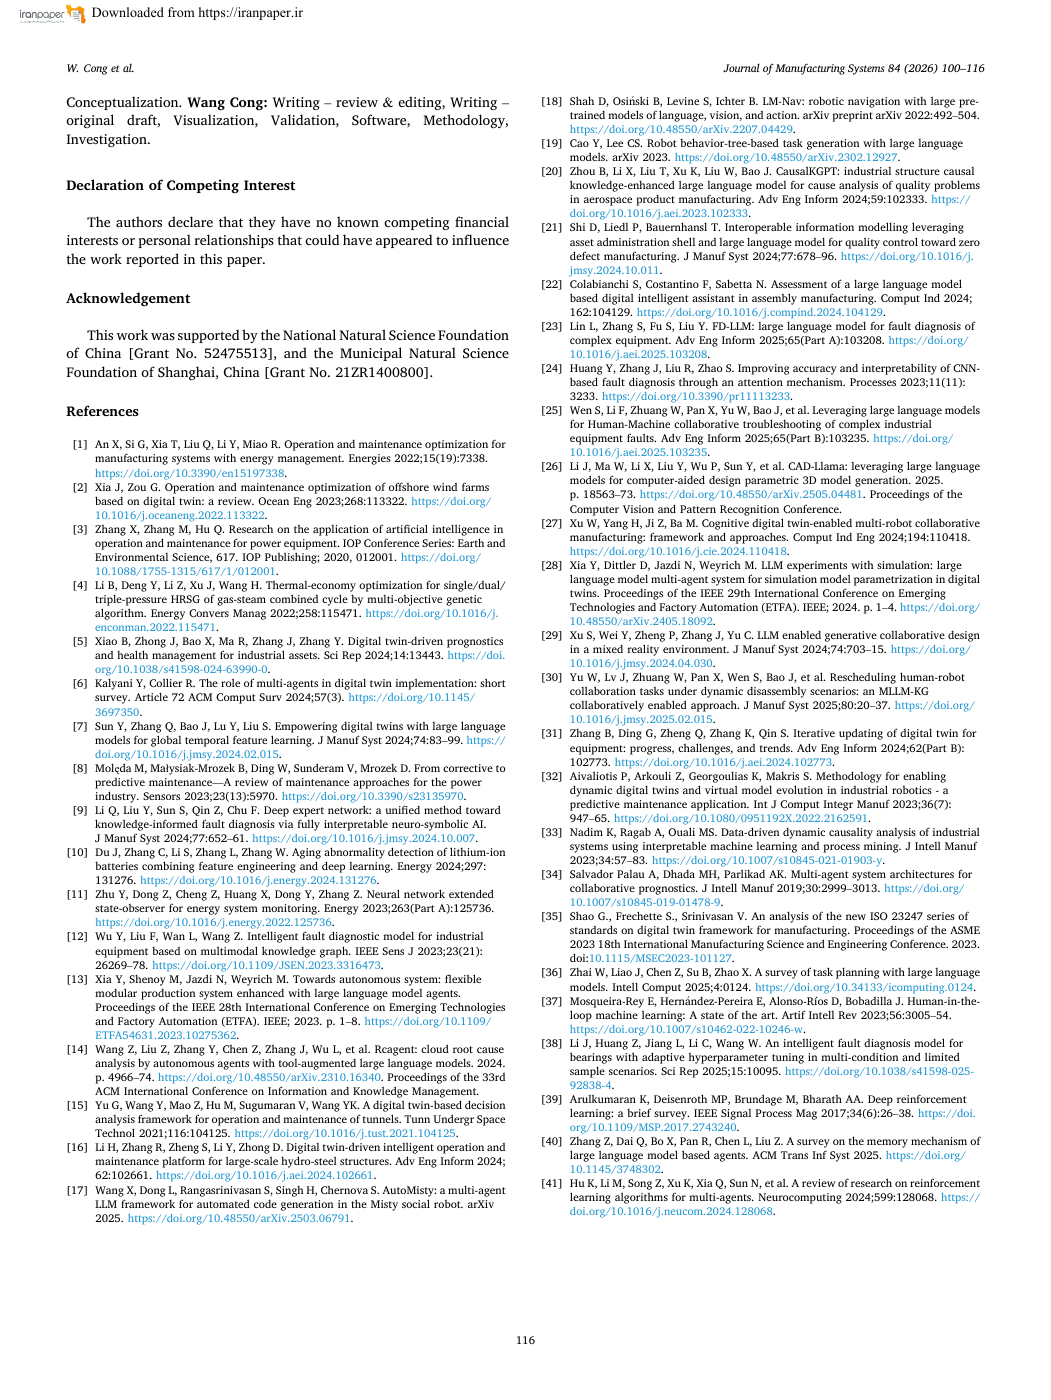 iranpaper
Downloaded from https://iranpaper.ir
W. Cong et al.
Journal of Manufacturing Systems 84 (2026) 100–116
Conceptualization. Wang Cong: Writing – review & editing, Writing –
original draft, Visualization, Validation, Software, Methodology,
Investigation.
Declaration of Competing Interest
The authors declare that they have no known competing financial
interests or personal relationships that could have appeared to influence
the work reported in this paper.
Acknowledgement
This work was supported by the National Natural Science Foundation
of China [Grant No. 52475513], and the Municipal Natural Science
Foundation of Shanghai, China [Grant No. 21ZR1400800].
References
[1] An X, Si G, Xia T, Liu Q, Li Y, Miao R. Operation and maintenance optimization for
manufacturing systems with energy management. Energies 2022;15(19):7338.
https://doi.org/10.3390/en15197338.
[2] Xia J, Zou G. Operation and maintenance optimization of offshore wind farms
based on digital twin: a review. Ocean Eng 2023;268:113322. https://doi.org/
10.1016/j.oceaneng.2022.113322.
[3] Zhang X, Zhang M, Hu Q. Research on the application of artificial intelligence in
operation and maintenance for power equipment. IOP Conference Series: Earth and
Environmental Science, 617. IOP Publishing; 2020, 012001. https://doi.org/
10.1088/1755-1315/617/1/012001.
[4] Li B, Deng Y, Li Z, Xu J, Wang H. Thermal-economy optimization for single/dual/
triple-pressure HRSG of gas-steam combined cycle by multi-objective genetic
algorithm. Energy Convers Manag 2022;258:115471. https://doi.org/10.1016/j.
enconman.2022.115471.
[5] Xiao B, Zhong J, Bao X, Ma R, Zhang J, Zhang Y. Digital twin-driven prognostics
and health management for industrial assets. Sci Rep 2024;14:13443. https://doi.
org/10.1038/s41598-024-63990-0.
[6] Kalyani Y, Collier R. The role of multi-agents in digital twin implementation: short
survey. Article 72 ACM Comput Surv 2024;57(3). https://doi.org/10.1145/
3697350.
[7] Sun Y, Zhang Q, Bao J, Lu Y, Liu S. Empowering digital twins with large language
models for global temporal feature learning. J Manuf Syst 2024;74:83–99. https://
doi.org/10.1016/j.jmsy.2024.02.015.
[8] Molęda M, Małysiak-Mrozek B, Ding W, Sunderam V, Mrozek D. From corrective to
predictive maintenance—A review of maintenance approaches for the power
industry. Sensors 2023;23(13):5970. https://doi.org/10.3390/s23135970.
[9] Li Q, Liu Y, Sun S, Qin Z, Chu F. Deep expert network: a unified method toward
knowledge-informed fault diagnosis via fully interpretable neuro-symbolic AI.
J Manuf Syst 2024;77:652–61. https://doi.org/10.1016/j.jmsy.2024.10.007.
[10] Du J, Zhang C, Li S, Zhang L, Zhang W. Aging abnormality detection of lithium-ion
batteries combining feature engineering and deep learning. Energy 2024;297:
131276. https://doi.org/10.1016/j.energy.2024.131276.
[11] Zhu Y, Dong Z, Cheng Z, Huang X, Dong Y, Zhang Z. Neural network extended
state-observer for energy system monitoring. Energy 2023;263(Part A):125736.
https://doi.org/10.1016/j.energy.2022.125736.
[12] Wu Y, Liu F, Wan L, Wang Z. Intelligent fault diagnostic model for industrial
equipment based on multimodal knowledge graph. IEEE Sens J 2023;23(21):
26269–78. https://doi.org/10.1109/JSEN.2023.3316473.
[13] Xia Y, Shenoy M, Jazdi N, Weyrich M. Towards autonomous system: flexible
modular production system enhanced with large language model agents.
Proceedings of the IEEE 28th International Conference on Emerging Technologies
and Factory Automation (ETFA). IEEE; 2023. p. 1–8. https://doi.org/10.1109/
ETFA54631.2023.10275362.
[14] Wang Z, Liu Z, Zhang Y, Chen Z, Zhang J, Wu L, et al. Rcagent: cloud root cause
analysis by autonomous agents with tool-augmented large language models. 2024.
p. 4966–74. https://doi.org/10.48550/arXiv.2310.16340. Proceedings of the 33rd
ACM International Conference on Information and Knowledge Management.
[15] Yu G, Wang Y, Mao Z, Hu M, Sugumaran V, Wang YK. A digital twin-based decision
analysis framework for operation and maintenance of tunnels. Tunn Undergr Space
Technol 2021;116:104125. https://doi.org/10.1016/j.tust.2021.104125.
[16] Li H, Zhang R, Zheng S, Li Y, Zhong D. Digital twin-driven intelligent operation and
maintenance platform for large-scale hydro-steel structures. Adv Eng Inform 2024;
62:102661. https://doi.org/10.1016/j.aei.2024.102661.
[17] Wang X, Dong L, Rangasrinivasan S, Singh H, Chernova S. AutoMisty: a multi-agent
LLM framework for automated code generation in the Misty social robot. arXiv
2025. https://doi.org/10.48550/arXiv.2503.06791.
[18] Shah D, Osiński B, Levine S, Ichter B. LM-Nav: robotic navigation with large pre-
trained models of language, vision, and action. arXiv preprint arXiv 2022:492–504.
https://doi.org/10.48550/arXiv.2207.04429.
[19] Cao Y, Lee CS. Robot behavior-tree-based task generation with large language
models. arXiv 2023. https://doi.org/10.48550/arXiv.2302.12927.
[20] Zhou B, Li X, Liu T, Xu K, Liu W, Bao J. CausalKGPT: industrial structure causal
knowledge-enhanced large language model for cause analysis of quality problems
in aerospace product manufacturing. Adv Eng Inform 2024;59:102333. https://
doi.org/10.1016/j.aei.2023.102333.
[21] Shi D, Liedl P, Bauernhansl T. Interoperable information modelling leveraging
asset administration shell and large language model for quality control toward zero
defect manufacturing. J Manuf Syst 2024;77:678–96. https://doi.org/10.1016/j.
jmsy.2024.10.011.
[22] Colabianchi S, Costantino F, Sabetta N. Assessment of a large language model
based digital intelligent assistant in assembly manufacturing. Comput Ind 2024;
162:104129. https://doi.org/10.1016/j.compind.2024.104129.
[23] Lin L, Zhang S, Fu S, Liu Y. FD-LLM: large language model for fault diagnosis of
complex equipment. Adv Eng Inform 2025;65(Part A):103208. https://doi.org/
10.1016/j.aei.2025.103208.
[24] Huang Y, Zhang J, Liu R, Zhao S. Improving accuracy and interpretability of CNN-
based fault diagnosis through an attention mechanism. Processes 2023;11(11):
3233. https://doi.org/10.3390/pr11113233.
[25] Wen S, Li F, Zhuang W, Pan X, Yu W, Bao J, et al. Leveraging large language models
for Human-Machine collaborative troubleshooting of complex industrial
equipment faults. Adv Eng Inform 2025;65(Part B):103235. https://doi.org/
10.1016/j.aei.2025.103235.
[26] Li J, Ma W, Li X, Liu Y, Wu P, Sun Y, et al. CAD-Llama: leveraging large language
models for computer-aided design parametric 3D model generation. 2025.
p. 18563–73. https://doi.org/10.48550/arXiv.2505.04481. Proceedings of the
Computer Vision and Pattern Recognition Conference.
[27] Xu W, Yang H, Ji Z, Ba M. Cognitive digital twin-enabled multi-robot collaborative
manufacturing: framework and approaches. Comput Ind Eng 2024;194:110418.
https://doi.org/10.1016/j.cie.2024.110418.
[28] Xia Y, Dittler D, Jazdi N, Weyrich M. LLM experiments with simulation: large
language model multi-agent system for simulation model parametrization in digital
twins. Proceedings of the IEEE 29th International Conference on Emerging
Technologies and Factory Automation (ETFA). IEEE; 2024. p. 1–4. https://doi.org/
10.48550/arXiv.2405.18092.
[29] Xu S, Wei Y, Zheng P, Zhang J, Yu C. LLM enabled generative collaborative design
in a mixed reality environment. J Manuf Syst 2024;74:703–15. https://doi.org/
10.1016/j.jmsy.2024.04.030.
[30] Yu W, Lv J, Zhuang W, Pan X, Wen S, Bao J, et al. Rescheduling human-robot
collaboration tasks under dynamic disassembly scenarios: an MLLM-KG
collaboratively enabled approach. J Manuf Syst 2025;80:20–37. https://doi.org/
10.1016/j.jmsy.2025.02.015.
[31] Zhang B, Ding G, Zheng Q, Zhang K, Qin S. Iterative updating of digital twin for
equipment: progress, challenges, and trends. Adv Eng Inform 2024;62(Part B):
102773. https://doi.org/10.1016/j.aei.2024.102773.
[32] Aivaliotis P, Arkouli Z, Georgoulias K, Makris S. Methodology for enabling
dynamic digital twins and virtual model evolution in industrial robotics - a
predictive maintenance application. Int J Comput Integr Manuf 2023;36(7):
947–65. https://doi.org/10.1080/0951192X.2022.2162591.
[33] Nadim K, Ragab A, Ouali MS. Data-driven dynamic causality analysis of industrial
systems using interpretable machine learning and process mining. J Intell Manuf
2023;34:57–83. https://doi.org/10.1007/s10845-021-01903-y.
[34] Salvador Palau A, Dhada MH, Parlikad AK. Multi-agent system architectures for
collaborative prognostics. J Intell Manuf 2019;30:2999–3013. https://doi.org/
10.1007/s10845-019-01478-9.
[35] Shao G., Frechette S., Srinivasan V. An analysis of the new ISO 23247 series of
standards on digital twin framework for manufacturing. Proceedings of the ASME
2023 18th International Manufacturing Science and Engineering Conference. 2023.
doi:10.1115/MSEC2023-101127.
[36] Zhai W, Liao J, Chen Z, Su B, Zhao X. A survey of task planning with large language
models. Intell Comput 2025;4:0124. https://doi.org/10.34133/icomputing.0124.
[37] Mosqueira-Rey E, Hernández-Pereira E, Alonso-Ríos D, Bobadilla J. Human-in-the-
loop machine learning: A state of the art. Artif Intell Rev 2023;56:3005–54.
https://doi.org/10.1007/s10462-022-10246-w.
[38] Li J, Huang Z, Jiang L, Li C, Wang W. An intelligent fault diagnosis model for
bearings with adaptive hyperparameter tuning in multi-condition and limited
sample scenarios. Sci Rep 2025;15:10095. https://doi.org/10.1038/s41598-025-
92838-4.
[39] Arulkumaran K, Deisenroth MP, Brundage M, Bharath AA. Deep reinforcement
learning: a brief survey. IEEE Signal Process Mag 2017;34(6):26–38. https://doi.
org/10.1109/MSP.2017.2743240.
[40] Zhang Z, Dai Q, Bo X, Pan R, Chen L, Liu Z. A survey on the memory mechanism of
large language model based agents. ACM Trans Inf Syst 2025. https://doi.org/
10.1145/3748302.
[41] Hu K, Li M, Song Z, Xu K, Xia Q, Sun N, et al. A review of research on reinforcement
learning algorithms for multi-agents. Neurocomputing 2024;599:128068. https://
doi.org/10.1016/j.neucom.2024.128068.
116